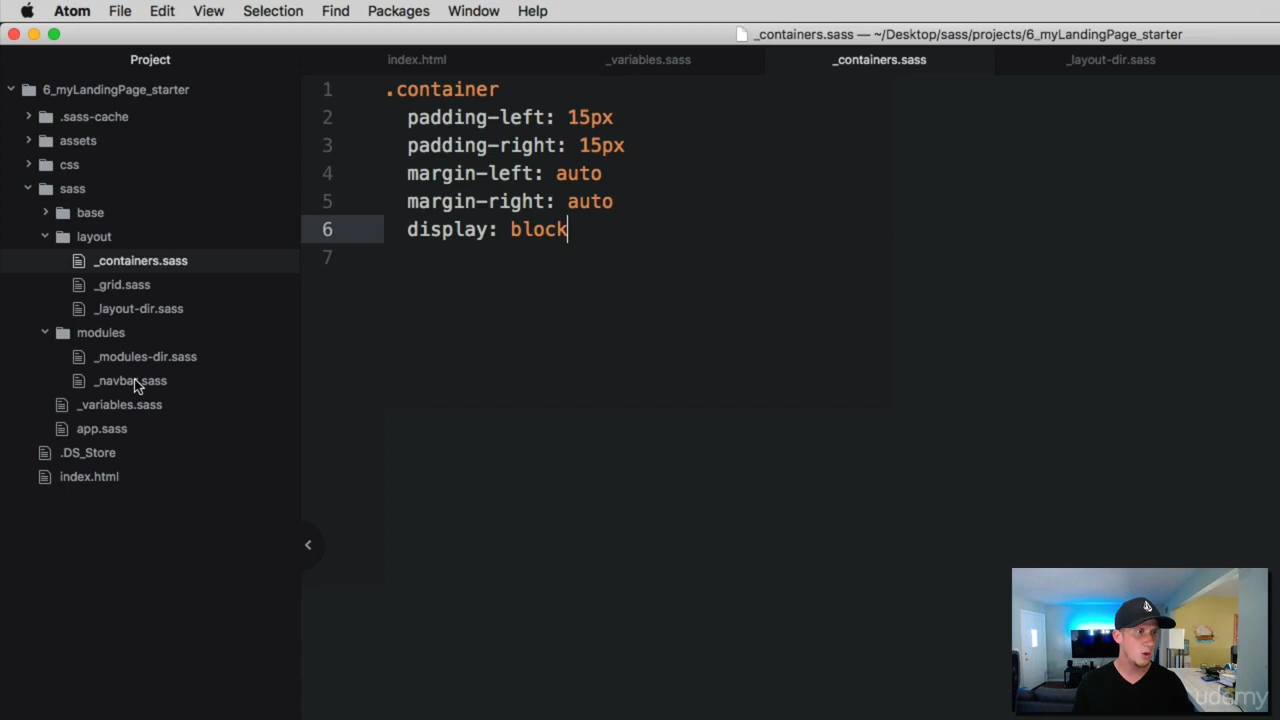 Atom File Edit View Selection Find Packages Window Help
_containers.sass — ~/Desktop/sass/projects/6_myLandingPage_starter
Project
index.html
_variables.sass
_containers.sass
_layout-dir.sass
6_myLandingPage_starter
.sass-cache
assets
css
sass
base
layout
_containers.sass
_grid.sass
_layout-dir.sass
modules
_modules-dir.sass
_navbar.sass
_variables.sass
app.sass
.DS_Store
index.html
1 .container
2 padding-left: 15px
3 padding-right: 15px
4 margin-left: auto
5 margin-right: auto
6 display: block
7
udemy